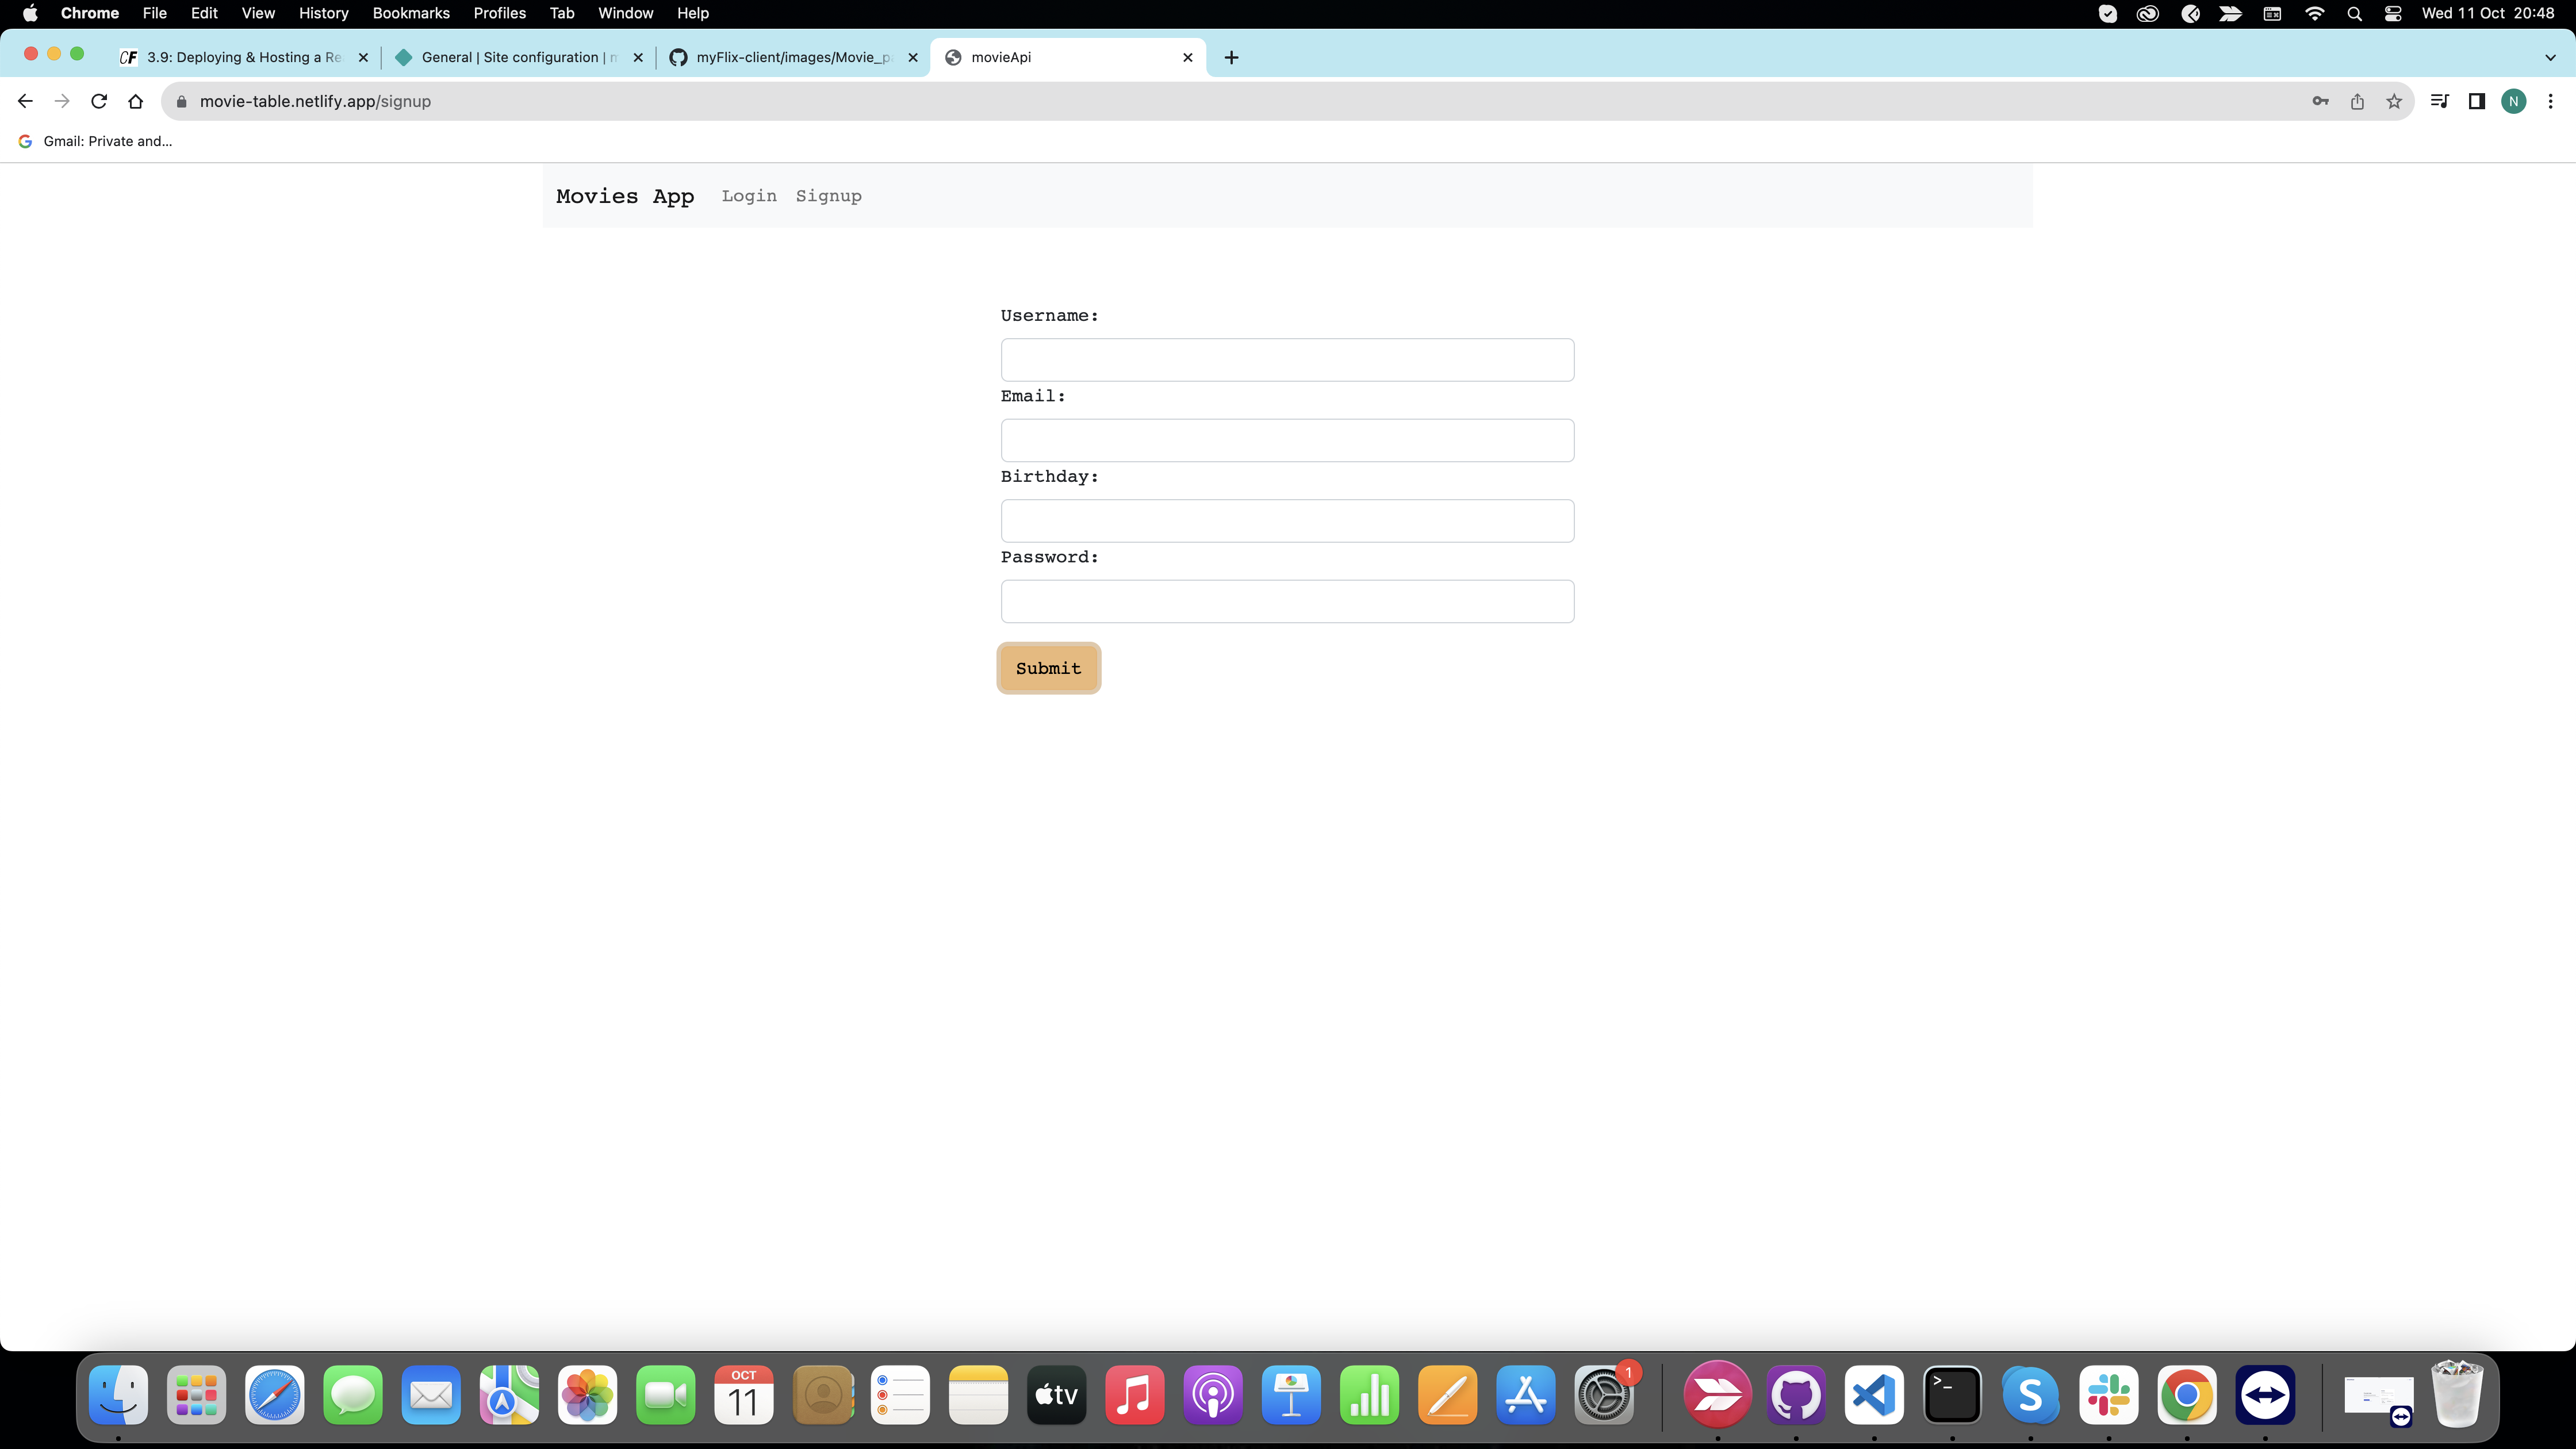 Chrome File Edit View History Bookmarks Profiles Tab Window Help Wed 11 Oct 20:48
CF 3.9: Deploying & Hosting a Re General | Site configuration | m myFlix-client/images/Movie_p movieApi
movie-table.netlify.app/signup N
Gmail: Private and...
Movies App Login Signup
Username:
Email:
Birthday:
Password:
Submit
OCT
11
tv
1
S